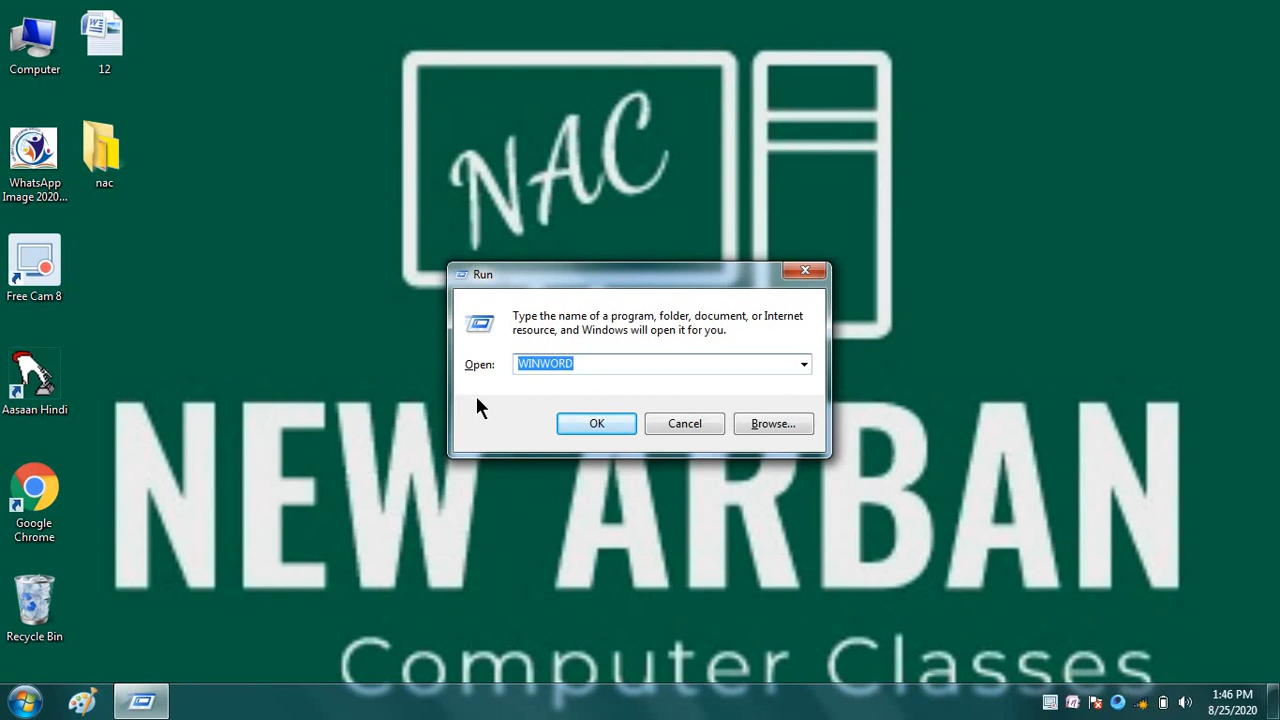 Computer
12
WhatsApp
Image 2020...
nac
Free Cam 8
Aasaan Hindi
Google
Chrome
Recycle Bin
NAC
NEW ARBAN
Computer Classes
Run
Type the name of a program, folder, document, or Internet
resource, and Windows will open it for you.
Open: WINWORD
OK Cancel Browse...
1:46 PM
8/25/2020